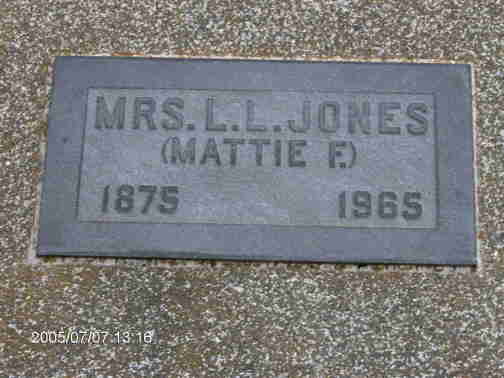 MRS. L. L. JONES
(MATTIE F.)
1875 1965
2005/07/07 13:16